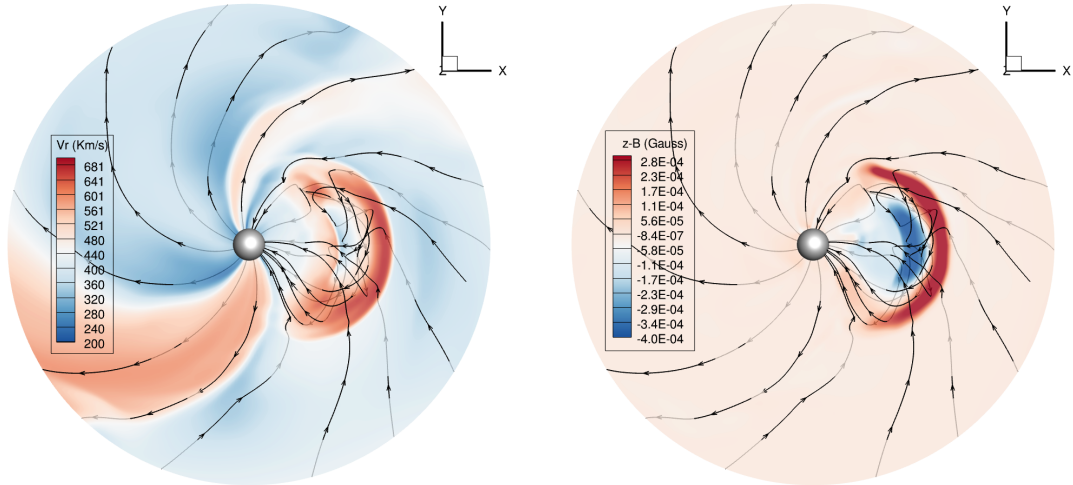 Y
Z
X
Vr (Km/s)
681
641
601
561
521
480
440
400
360
320
280
240
200
Y
Z
X
z-B (Gauss)
2.8E-04
2.3E-04
1.7E-04
1.1E-04
5.6E-05
-8.4E-07
-5.8E-05
-1.1E-04
-1.7E-04
-2.3E-04
-2.9E-04
-3.4E-04
-4.0E-04